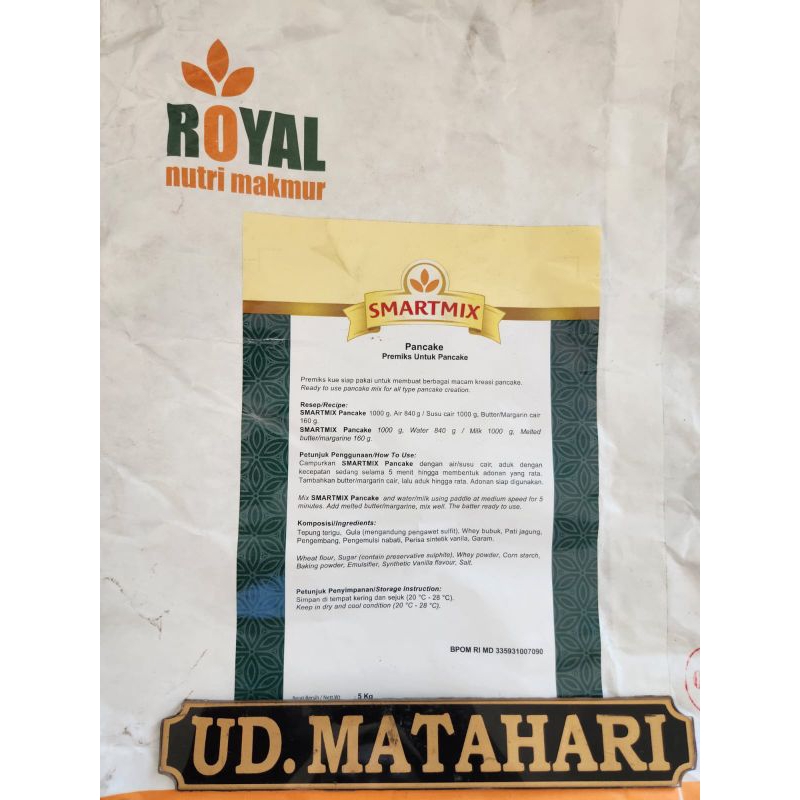 ROYAL
nutri makmur
SMARTMIX
Pancake
Premiks Untuk Pancake
Premiks kue siap pakai untuk membuat berbagai macam kreasi pancake.
Ready to use pancake mix for all type pancake creation.
Resep/Recipe:
SMARTMIX Pancake 1000 g, Air 840 g / Susu cair 1000 g, Butter/Margarin cair
160 g.
SMARTMIX Pancake 1000 g, Water 840 g / Milk 1000 g, Melted
butter/margarine 160 g.
Petunjuk Penggunaan/How To Use:
Campurkan SMARTMIX Pancake dengan air/susu cair, aduk dengan
kecepatan sedang selama 5 menit hingga membentuk adonan yang rata.
Tambahkan butter/margarin cair, lalu aduk hingga rata. Adonan siap digunakan.
Mix SMARTMIX Pancake and water/milk using paddle at medium speed for 5
minutes. Add melted butter/margarine, mix well. The batter ready to use.
Komposisi/Ingredients:
Tepung terigu, Gula (mengandung pengawet sulfit), Whey bubuk, Pati jagung,
Pengembang, Pengemulsi nabati, Perisa sintetik vanila, Garam.
Wheat flour, Sugar (contain preservative sulphite), Whey powder, Corn starch,
Baking powder, Emulsifier, Synthetic Vanilla flavour, Salt.
Petunjuk Penyimpanan/Storage Instruction:
Simpan di tempat kering dan sejuk (20 °C - 28 °C).
Keep in dry and cool condition (20 °C - 28 °C).
BPOM RI MD 335931007090
Berat Bersih / Nett Wt : 5 Kg
UD. MATAHARI